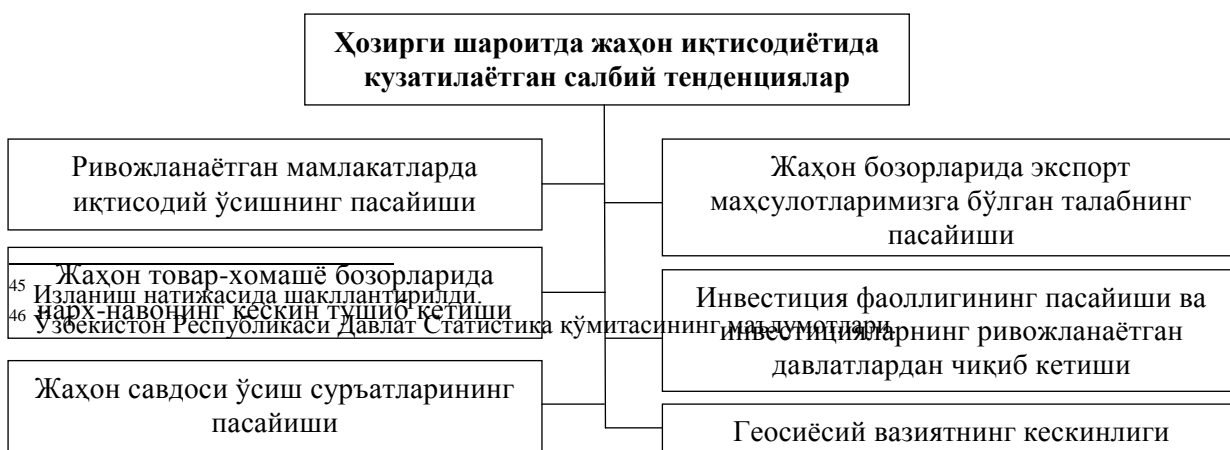 Ҳозирги шароитда жаҳон иқтисодиётида
кузатилаётган салбий тенденциялар
Ривожланаётган мамлакатларда
иқтисодий ўсишнинг пасайиши
Жаҳон товар-хомашё бозорларида
нарх-навонинг кескин тушиб кетиши
Жаҳон савдоси ўсиш суръатларининг
пасайиши
Жаҳон бозорларида экспорт
маҳсулотларимизга бўлган талабнинг
пасайиши
Инвестиция фаоллигининг пасайиши ва
инвестицияларнинг ривожланаётган
давлатлардан чиқиб кетиши
Геосиёсий вазиятнинг кескинлиги
45 Изланиш натижасида шакллантирилди.
46 Ўзбекистон Республикаси Давлат Статистика қўмитасининг маълумотлари